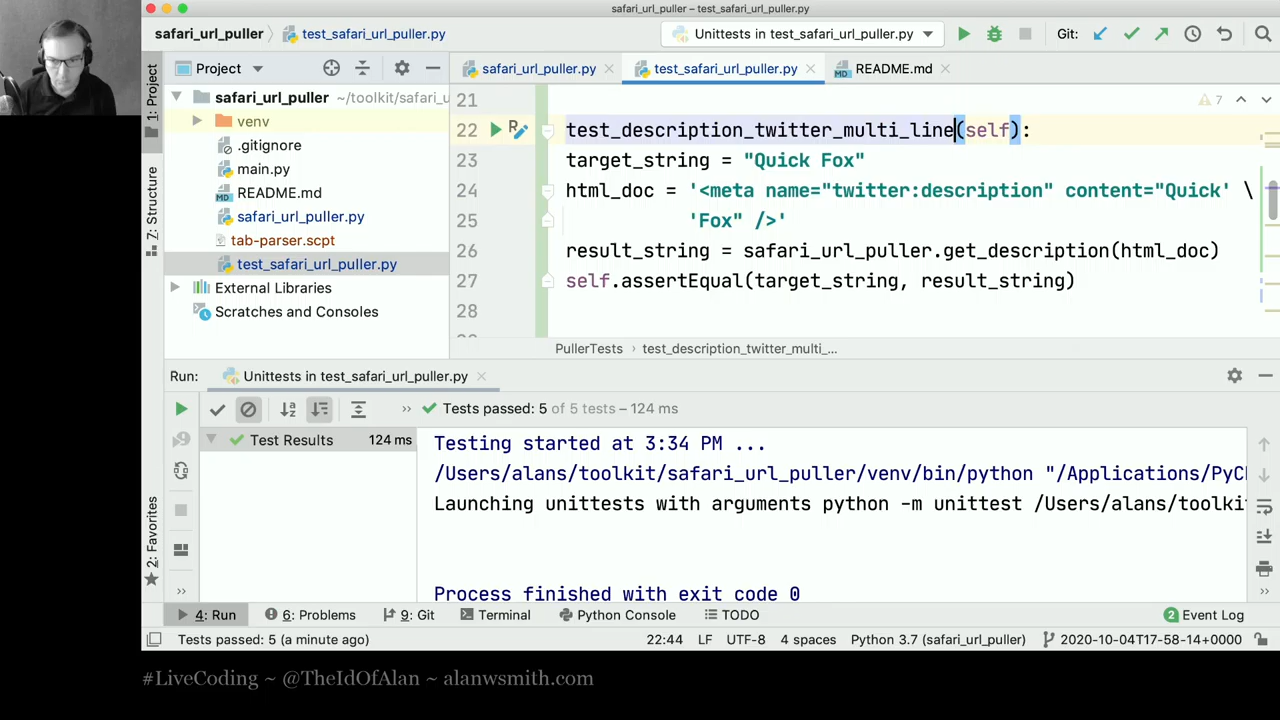 safari_url_puller – test_safari_url_puller.py
safari_url_puller
test_safari_url_puller.py
Unittests in test_safari_url_puller.py
Git:
1: Project
Z: Structure
2: Favorites
Project
safari_url_puller ~/toolkit/safari_u
venv
.gitignore
main.py
README.md
safari_url_puller.py
tab-parser.scpt
test_safari_url_puller.py
External Libraries
Scratches and Consoles
safari_url_puller.py
test_safari_url_puller.py
README.md
7
21
22 test_description_twitter_multi_line(self):
23 target_string = "Quick Fox"
24 html_doc = '<meta name="twitter:description" content="Quick' \
25 'Fox" />'
26 result_string = safari_url_puller.get_description(html_doc)
27 self.assertEqual(target_string, result_string)
28
PullerTests › test_description_twitter_multi_...
Run: Unittests in test_safari_url_puller.py
Tests passed: 5 of 5 tests – 124 ms
Test Results 124 ms
Testing started at 3:34 PM ...
/Users/alans/toolkit/safari_url_puller/venv/bin/python "/Applications/PyC
Launching unittests with arguments python -m unittest /Users/alans/toolki
Process finished with exit code 0
4: Run
6: Problems
9: Git
Terminal
Python Console
TODO
2 Event Log
Tests passed: 5 (a minute ago)
22:44 LF UTF-8 4 spaces Python 3.7 (safari_url_puller) 2020-10-04T17-58-14+0000
#LiveCoding ~ @TheIdOfAlan ~ alanwsmith.com